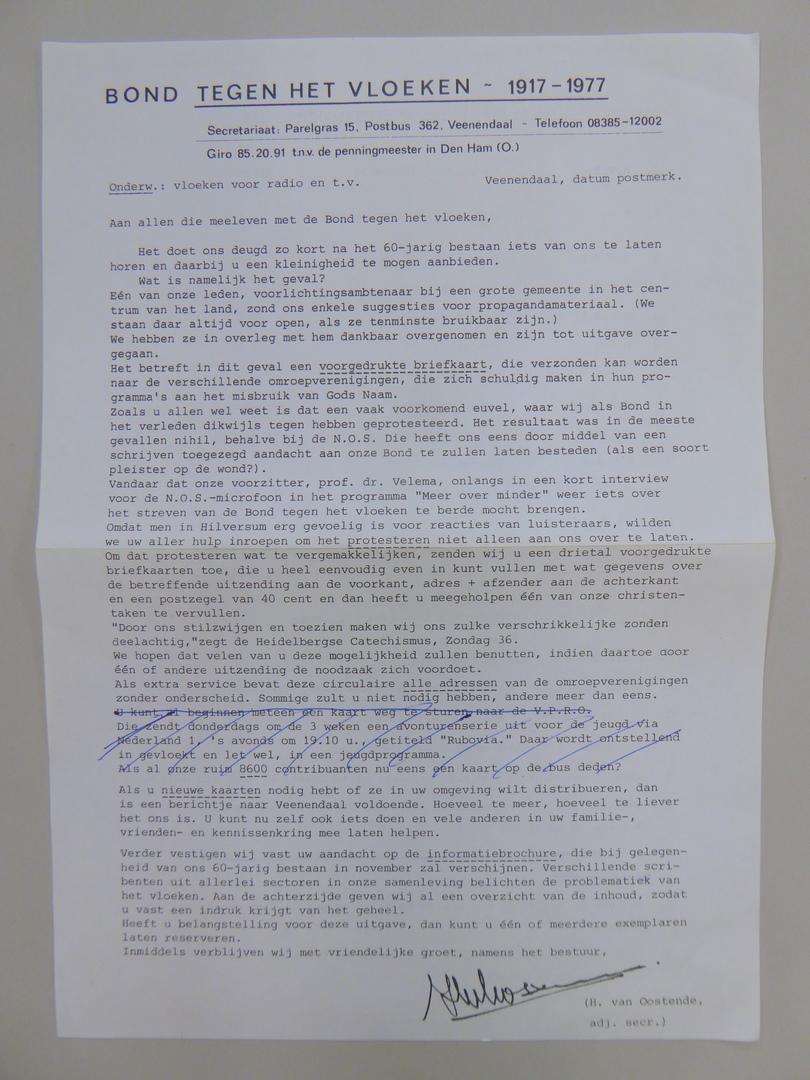 BOND TEGEN HET VLOEKEN ~ 1917-1977
Secretariaat: Parelgras 15, Postbus 362, Veenendaal - Telefoon 08385-12002
Giro 85.20.91 t.n.v. de penningmeester in Den Ham (O.)
Onderw.: vloeken voor radio en t.v. Veenendaal, datum postmerk.
Aan allen die meeleven met de Bond tegen het vloeken,
Het doet ons deugd zo kort na het 60-jarig bestaan iets van ons te laten
horen en daarbij u een kleinigheid te mogen aanbieden.
Wat is namelijk het geval?
Eén van onze leden, voorlichtingsambtenaar bij een grote gemeente in het cen-
trum van het land, zond ons enkele suggesties voor propagandamateriaal. (We
staan daar altijd voor open, als ze tenminste bruikbaar zijn.)
We hebben ze in overleg met hem dankbaar overgenomen en zijn tot uitgave over-
gegaan.
Het betreft in dit geval een voorgedrukte briefkaart, die verzonden kan worden
naar de verschillende omroepverenigingen, die zich schuldig maken in hun pro-
gramma's aan het misbruik van Gods Naam.
Zoals u allen wel weet is dat een vaak voorkomend euvel, waar wij als Bond in
het verleden dikwijls tegen hebben geprotesteerd. Het resultaat was in de meeste
gevallen nihil, behalve bij de N.O.S. Die heeft ons eens door middel van een
schrijven toegezegd aandacht aan onze Bond te zullen laten besteden (als een soort
pleister op de wond?).
Vandaar dat onze voorzitter, prof. dr. Velema, onlangs in een kort interview
voor de N.O.S.-microfoon in het programma "Meer over minder" weer iets over
het streven van de Bond tegen het vloeken te berde mocht brengen.
Omdat men in Hilversum erg gevoelig is voor reacties van luisteraars, wilden
we uw aller hulp inroepen om het protesteren niet alleen aan ons over te laten.
Om dat protesteren wat te vergemakkelijken, zenden wij u een drietal voorgedrukte
briefkaarten toe, die u heel eenvoudig even in kunt vullen met wat gegevens over
de betreffende uitzending aan de voorkant, adres + afzender aan de achterkant
en een postzegel van 40 cent en dan heeft u meegeholpen één van onze christen-
taken te vervullen.
"Door ons stilzwijgen en toezien maken wij ons zulke verschrikkelijke zonden
deelachtig,"zegt de Heidelbergse Catechismus, Zondag 36.
We hopen dat velen van u deze mogelijkheid zullen benutten, indien daartoe door
één of andere uitzending de noodzaak zich voordoet.
Als extra service bevat deze circulaire alle adressen van de omroepverenigingen
zonder onderscheid. Sommige zult u niet nodig hebben, andere meer dan eens.
U kunt al beginnen meteen een kaart weg te sturen naar de V.P.R.O.
Die zendt donderdags om de 3 weken een avonturenserie uit voor de jeugd via
Nederland 1, 's avonds om 19.10 u., getiteld "Rubovia." Daar wordt ontstellend
in gevloekt en let wel, in een jeugdprogramma.
Als al onze ruim 8600 contribuanten nu eens een kaart op de bus deden?
Als u nieuwe kaarten nodig hebt of ze in uw omgeving wilt distribueren, dan
is een berichtje naar Veenendaal voldoende. Hoeveel te meer, hoeveel te liever
het ons is. U kunt nu zelf ook iets doen en vele anderen in uw familie-,
vrienden- en kennissenkring mee laten helpen.
Verder vestigen wij vast uw aandacht op de informatiebrochure, die bij gelegen-
heid van ons 60-jarig bestaan in november zal verschijnen. Verschillende scri-
benten uit allerlei sectoren in onze samenleving belichten de problematiek van
het vloeken. Aan de achterzijde geven wij al een overzicht van de inhoud, zodat
u vast een indruk krijgt van het geheel.
Heeft u belangstelling voor deze uitgave, dan kunt u één of meerdere exemplaren
laten reserveren.
Inmiddels verblijven wij met vriendelijke groet, namens het bestuur,
(H. van Oostende,
adj. secr.)